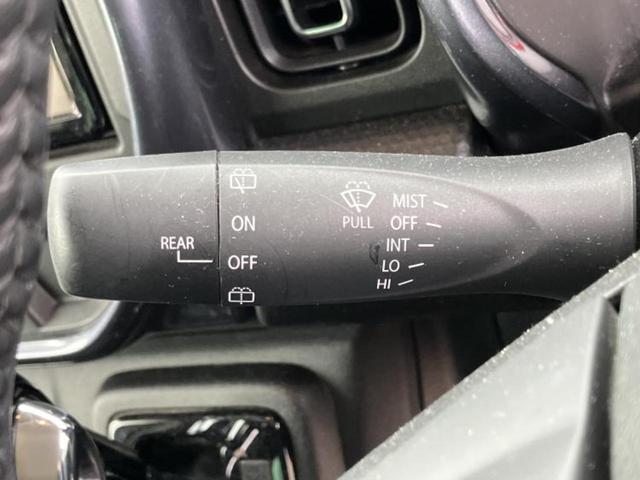 REAR
ON
OFF
PULL
MIST
OFF
INT
LO
HI